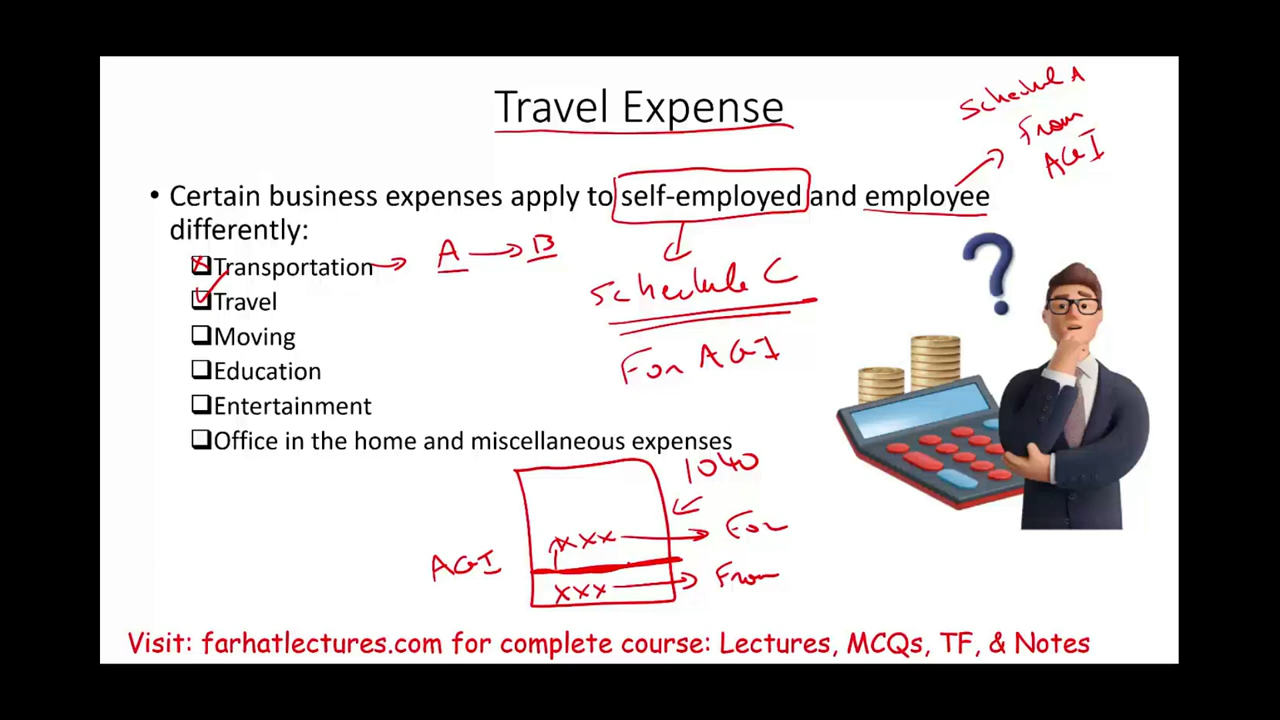 Travel Expense
Schedule A
From
AGI
• Certain business expenses apply to self-employed and employee
differently:
Transportation
A → B
Travel
Schedule C
Moving
For AGI
Education
Entertainment
Office in the home and miscellaneous expenses
1040
xxx → For
AGI
xxx → From
Visit: farhatlectures.com for complete course: Lectures, MCQs, TF, & Notes